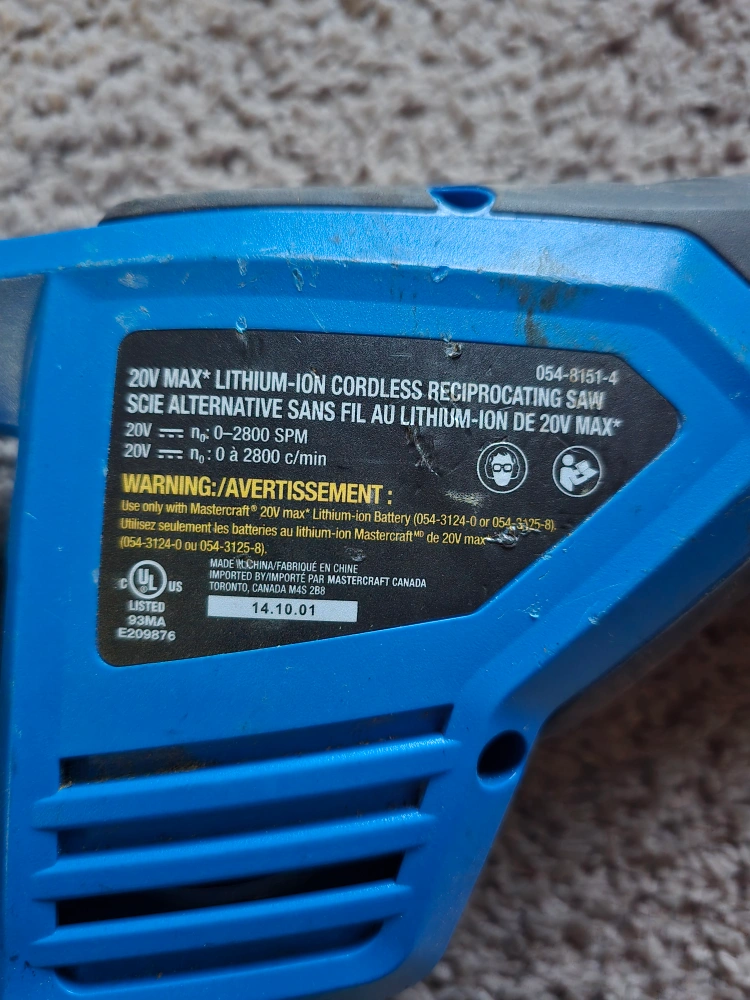 054-8151-4
20V MAX* LITHIUM-ION CORDLESS RECIPROCATING SAW
SCIE ALTERNATIVE SANS FIL AU LITHIUM-ION DE 20V MAX*
20V ⎓ n₀: 0–2800 SPM
20V ⎓ n₀: 0 à 2800 c/min
WARNING:/AVERTISSEMENT :
Use only with Mastercraft® 20V max* Lithium-ion Battery (054-3124-0 or 054-3125-8).
Utilisez seulement les batteries au lithium-ion Mastercraft ᴹᴰ de 20V max*
(054-3124-0 ou 054-3125-8).
C UL US
LISTED
93MA
E209876
MADE IN CHINA/FABRIQUÉ EN CHINE
IMPORTED BY/IMPORTÉ PAR MASTERCRAFT CANADA
TORONTO, CANADA M4S 2B8
14.10.01